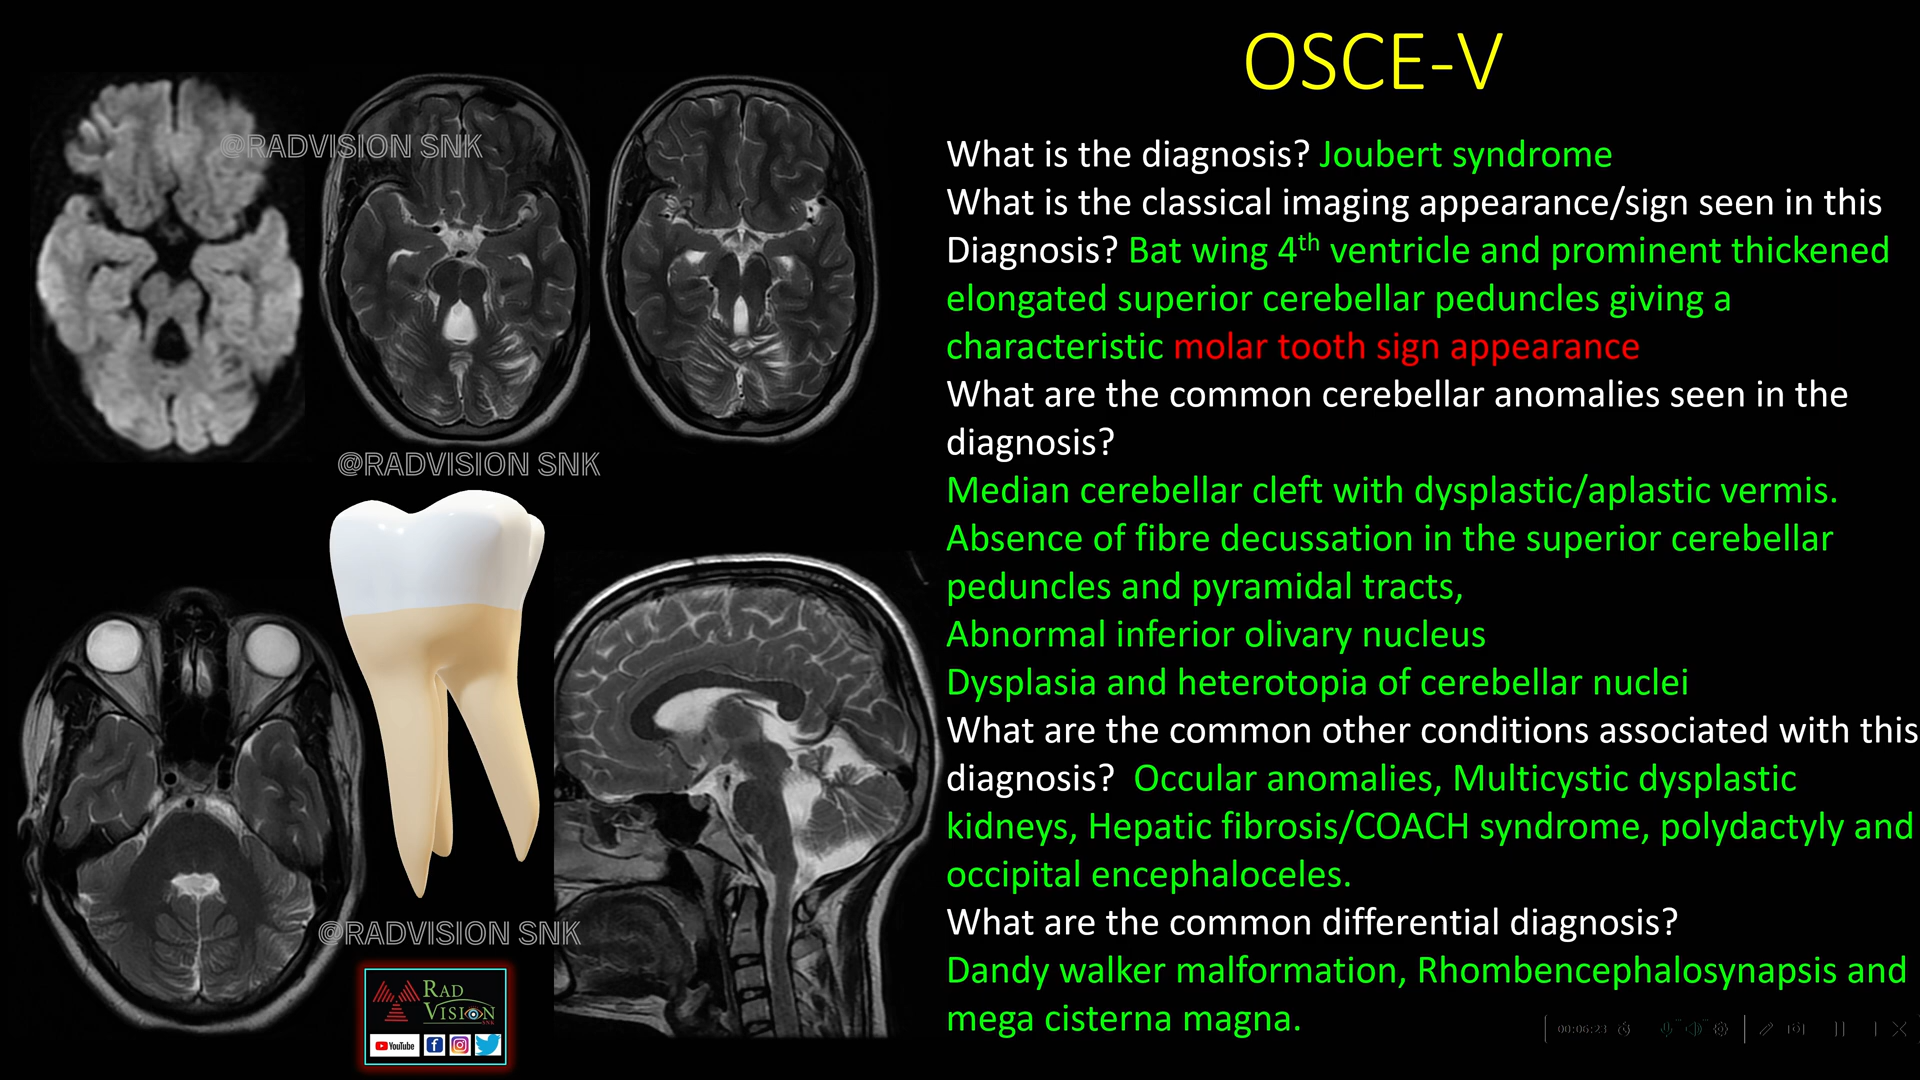 OSCE-V
@RADVISION SNK
@RADVISION SNK
@RADVISION SNK
RAD
VISION
SNK
YouTube
What is the diagnosis? Joubert syndrome
What is the classical imaging appearance/sign seen in this
Diagnosis? Bat wing 4th ventricle and prominent thickened
elongated superior cerebellar peduncles giving a
characteristic molar tooth sign appearance
What are the common cerebellar anomalies seen in the
diagnosis?
Median cerebellar cleft with dysplastic/aplastic vermis.
Absence of fibre decussation in the superior cerebellar
peduncles and pyramidal tracts,
Abnormal inferior olivary nucleus
Dysplasia and heterotopia of cerebellar nuclei
What are the common other conditions associated with this
diagnosis? Occular anomalies, Multicystic dysplastic
kidneys, Hepatic fibrosis/COACH syndrome, polydactyly and
occipital encephaloceles.
What are the common differential diagnosis?
Dandy walker malformation, Rhombencephalosynapsis and
mega cisterna magna.
00:06:23